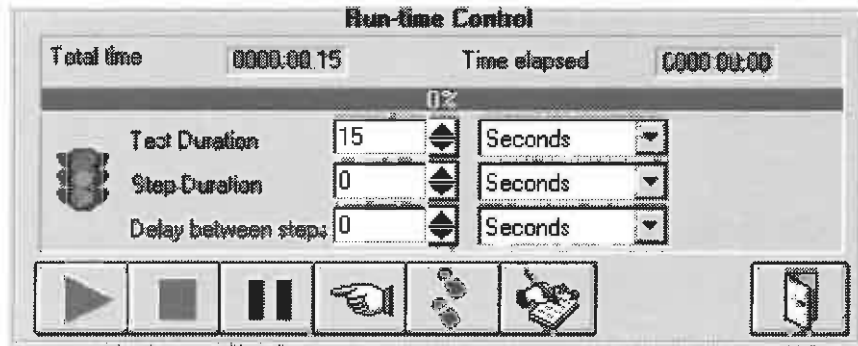 Run-time Control
Total time 0000:00:15 Time elapsed 0000:00:00
0%
Test Duration 15 Seconds
Step Duration 0 Seconds
Delay between steps 0 Seconds